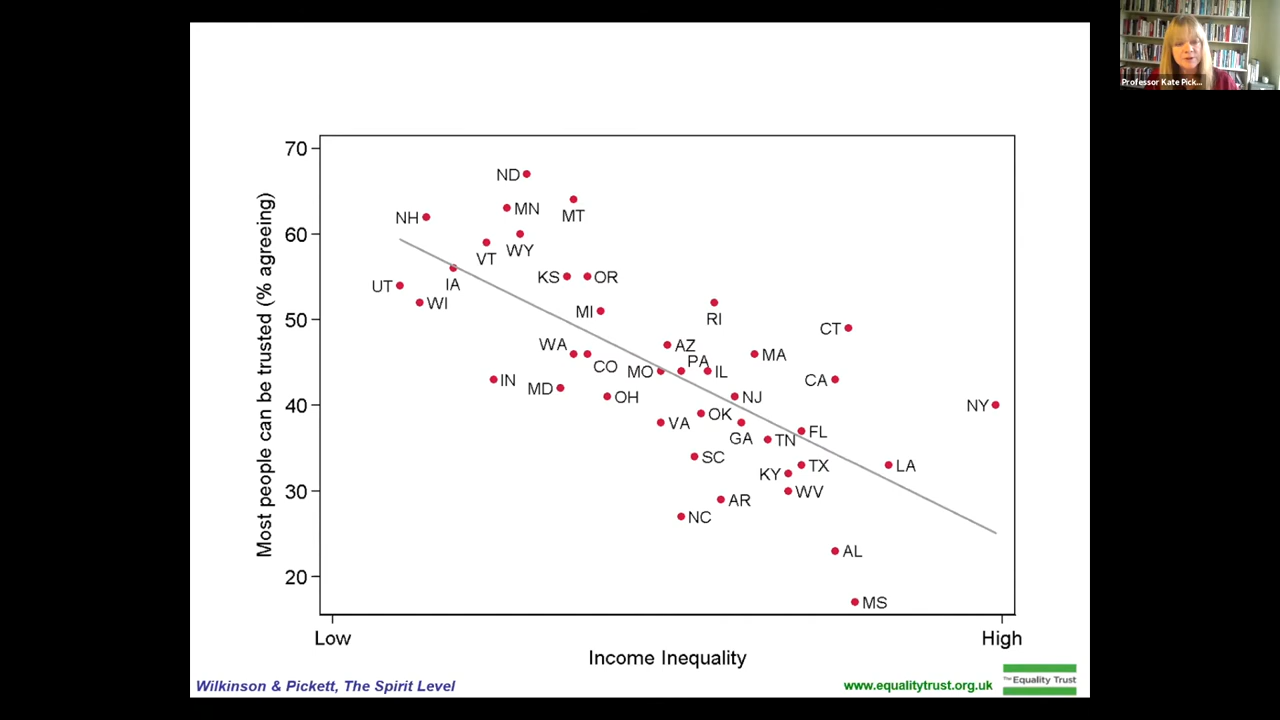 Professor Kate Pick...
Most people can be trusted (% agreeing)
70
60
50
40
30
20
ND
MN
MT
NH
WY
VT
KS
OR
IA
UT
WI
MI
RI
CT
WA
AZ
PA
MA
CO
MO
IL
CA
IN
MD
OH
NJ
NY
OK
VA
GA
TN
FL
SC
TX
LA
KY
WV
AR
NC
AL
MS
Low
High
Income Inequality
Wilkinson & Pickett, The Spirit Level
www.equalitytrust.org.uk
The Equality Trust